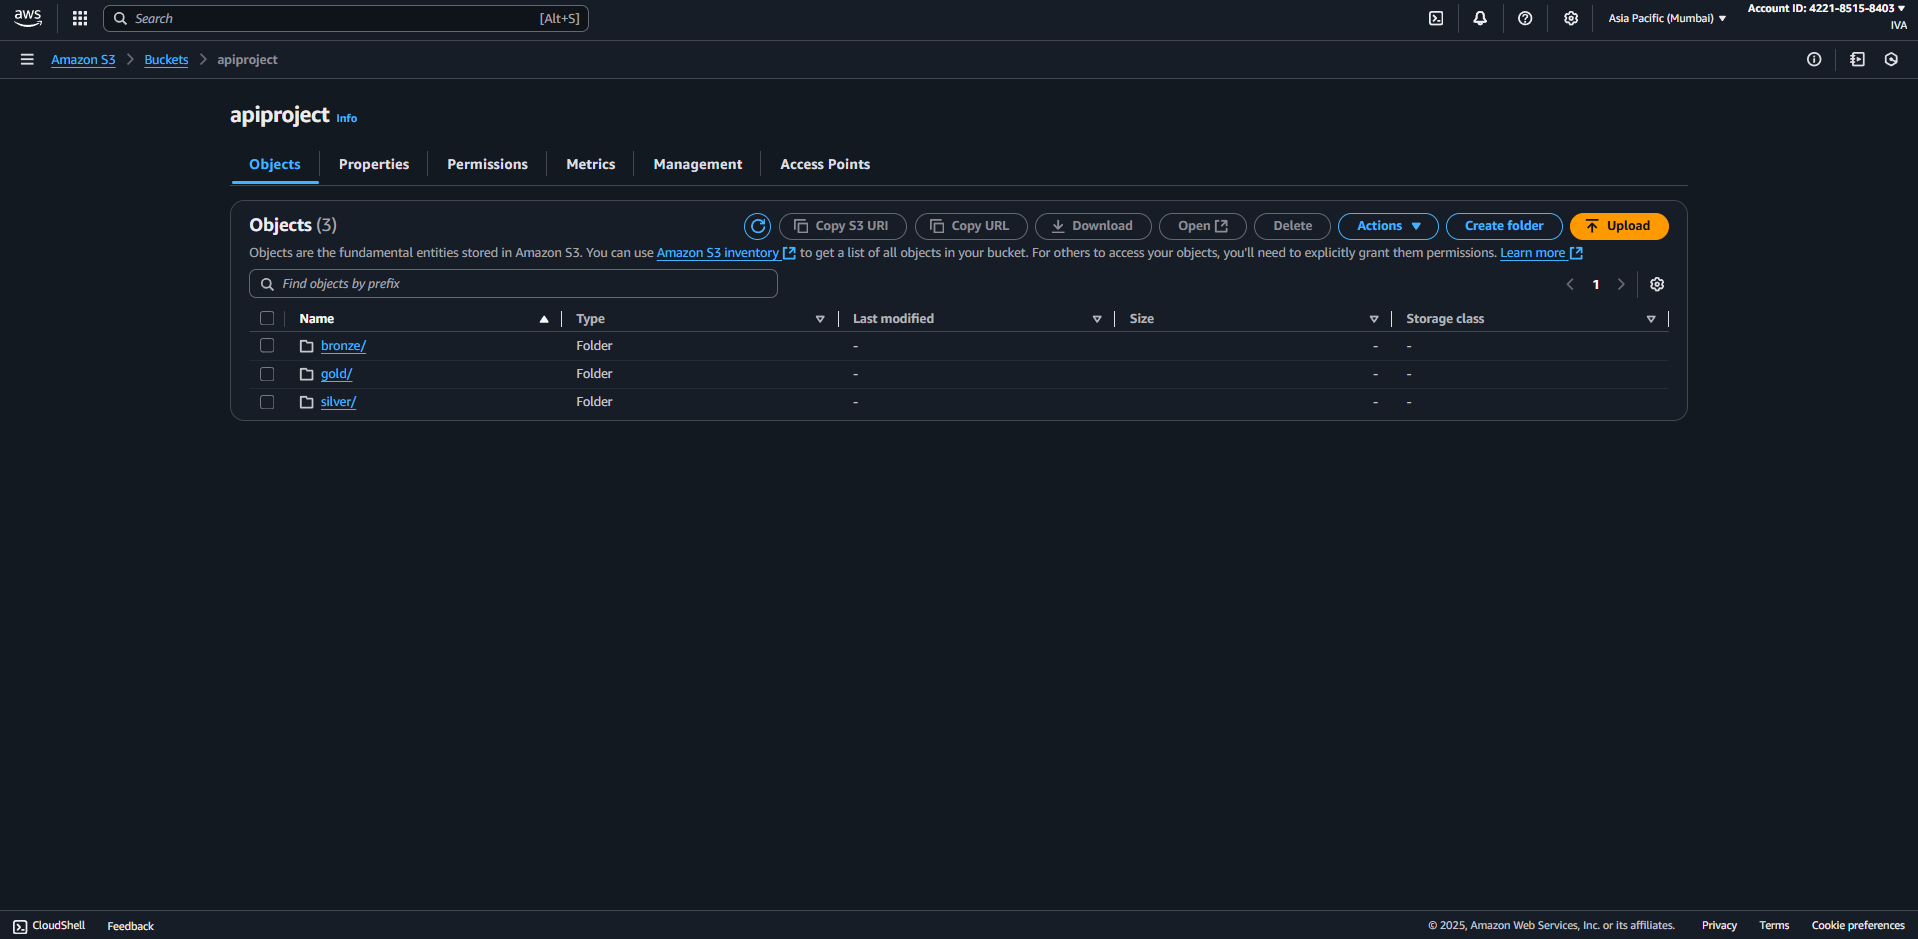 aws
Search [Alt+S]
Asia Pacific (Mumbai)
Account ID: 4221-8515-8403
IVA
Amazon S3 > Buckets > apiproject
apiproject Info
Objects Properties Permissions Metrics Management Access Points
Objects (3)
Copy S3 URI Copy URL Download Open Delete Actions Create folder Upload
Objects are the fundamental entities stored in Amazon S3. You can use Amazon S3 inventory to get a list of all objects in your bucket. For others to access your objects, you'll need to explicitly grant them permissions. Learn more
Find objects by prefix
1
Name Type Last modified Size Storage class
bronze/ Folder - - -
gold/ Folder - - -
silver/ Folder - - -
CloudShell Feedback © 2025, Amazon Web Services, Inc. or its affiliates. Privacy Terms Cookie preferences